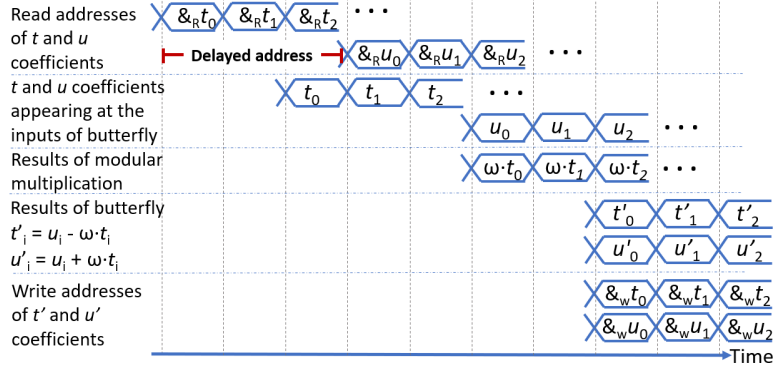 Read addresses of t and u coefficients
&Rt0 &Rt1 &Rt2 ...
Delayed address
&Ru0 &Ru1 &Ru2 ...
t and u coefficients appearing at the inputs of butterfly
t0 t1 t2 ...
u0 u1 u2 ...
Results of modular multiplication
ω·t0 ω·t1 ω·t2 ...
Results of butterfly
t'i = ui - ω·ti
u'i = ui + ω·ti
t'0 t'1 t'2
u'0 u'1 u'2
Write addresses of t' and u' coefficients
&wt0 &wt1 &wt2
&wu0 &wu1 &wu2
Time